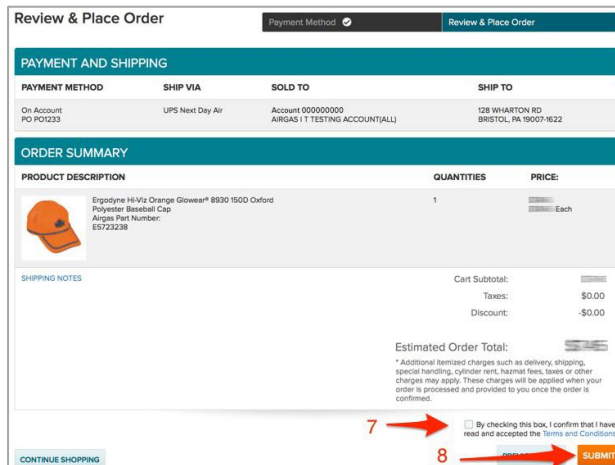 Review & Place Order
Payment Method
Review & Place Order
PAYMENT AND SHIPPING
PAYMENT METHOD SHIP VIA SOLD TO SHIP TO
On Account UPS Next Day Air Account 000000000 128 WHARTON RD
PO PO1233 AIRGAS I T TESTING ACCOUNT(ALL) BRISTOL, PA 19007-1622
ORDER SUMMARY
PRODUCT DESCRIPTION QUANTITIES PRICE:
Ergodyne Hi-Viz Orange Glowear® 8930 150D Oxford 1
Polyester Baseball Cap Each
Airgas Part Number:
E5723238
SHIPPING NOTES Cart Subtotal:
Taxes: $0.00
Discount: -$0.00
Estimated Order Total:
* Additional itemized charges such as delivery, shipping,
special handling, cylinder rent, hazmat fees, taxes or other
charges may apply. These charges will be applied when your
order is processed and provided to you once the order is
confirmed.
7 By checking this box, I confirm that I have
read and accepted the Terms and Conditions
8 SUBMIT
CONTINUE SHOPPING